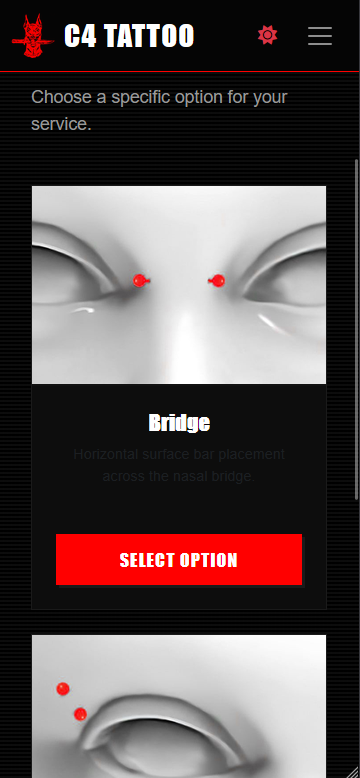 C4 TATTOO
Choose a specific option for your
service.
Bridge
Horizontal surface bar placement
across the nasal bridge.
SELECT OPTION